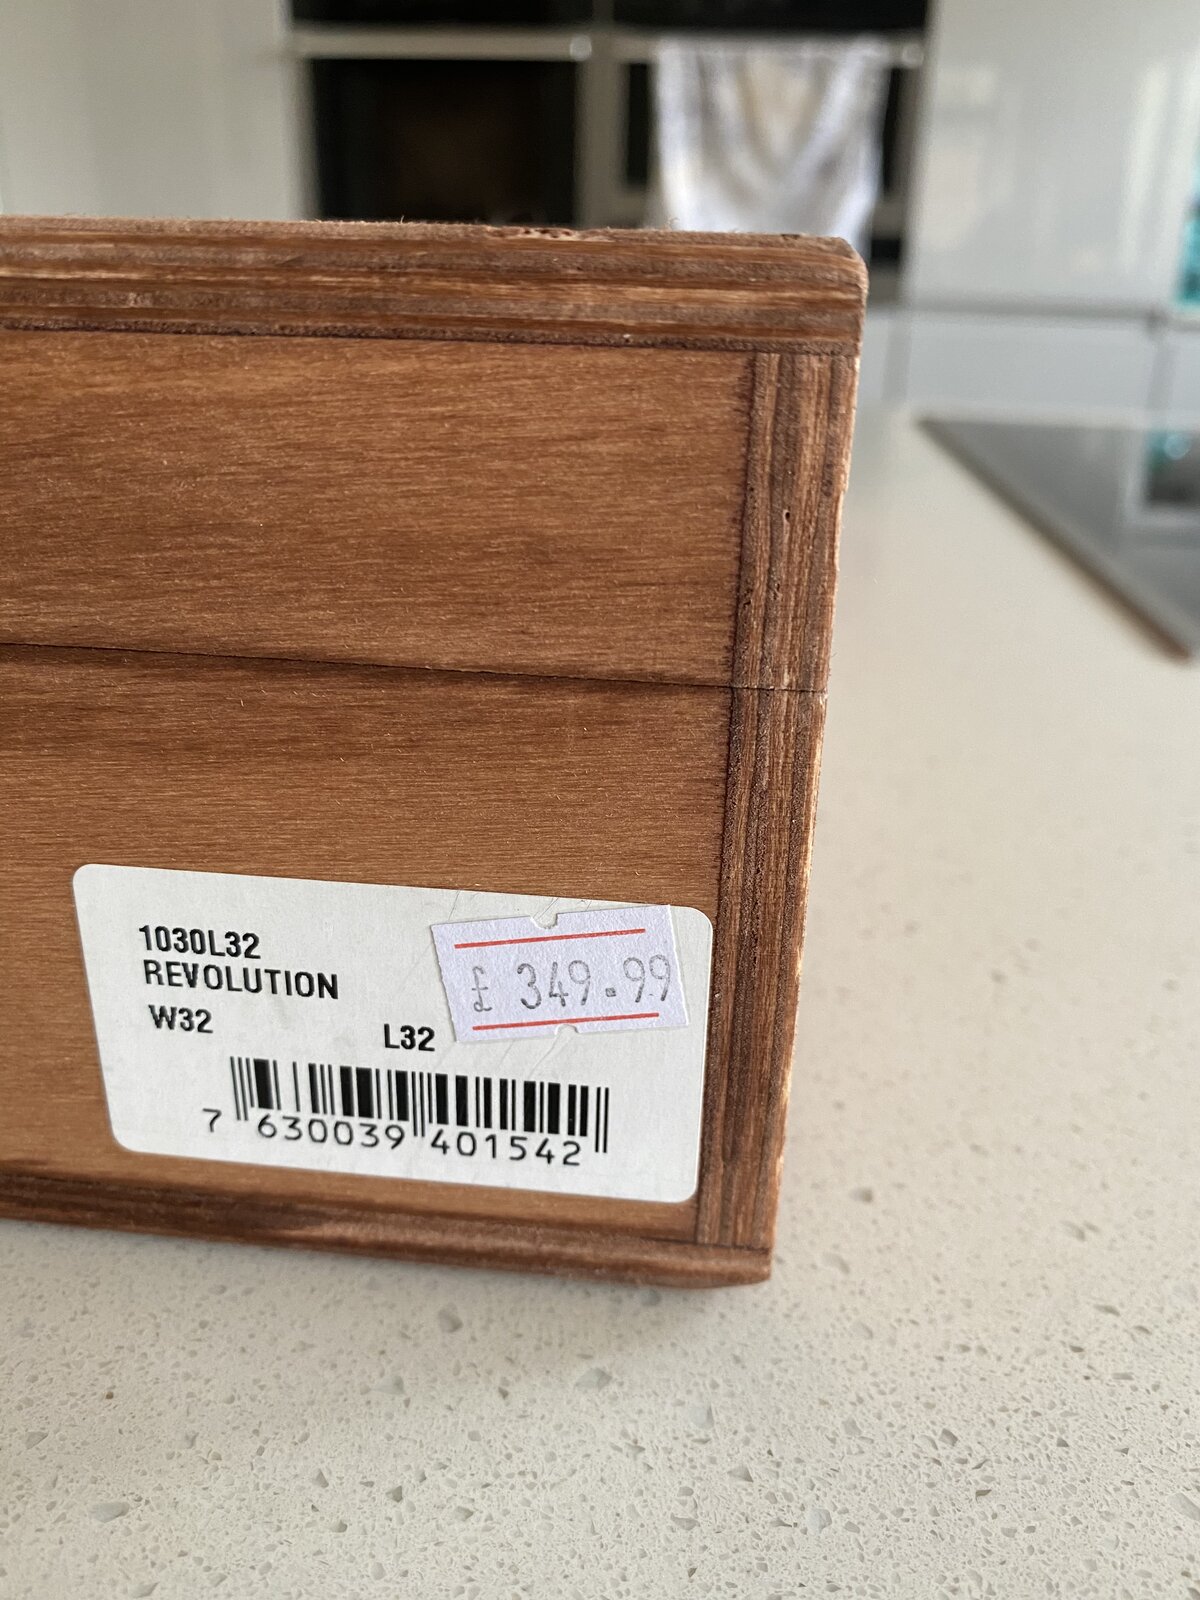 1030L32
REVOLUTION
W32 L32
£ 349.99
7 630039 401542